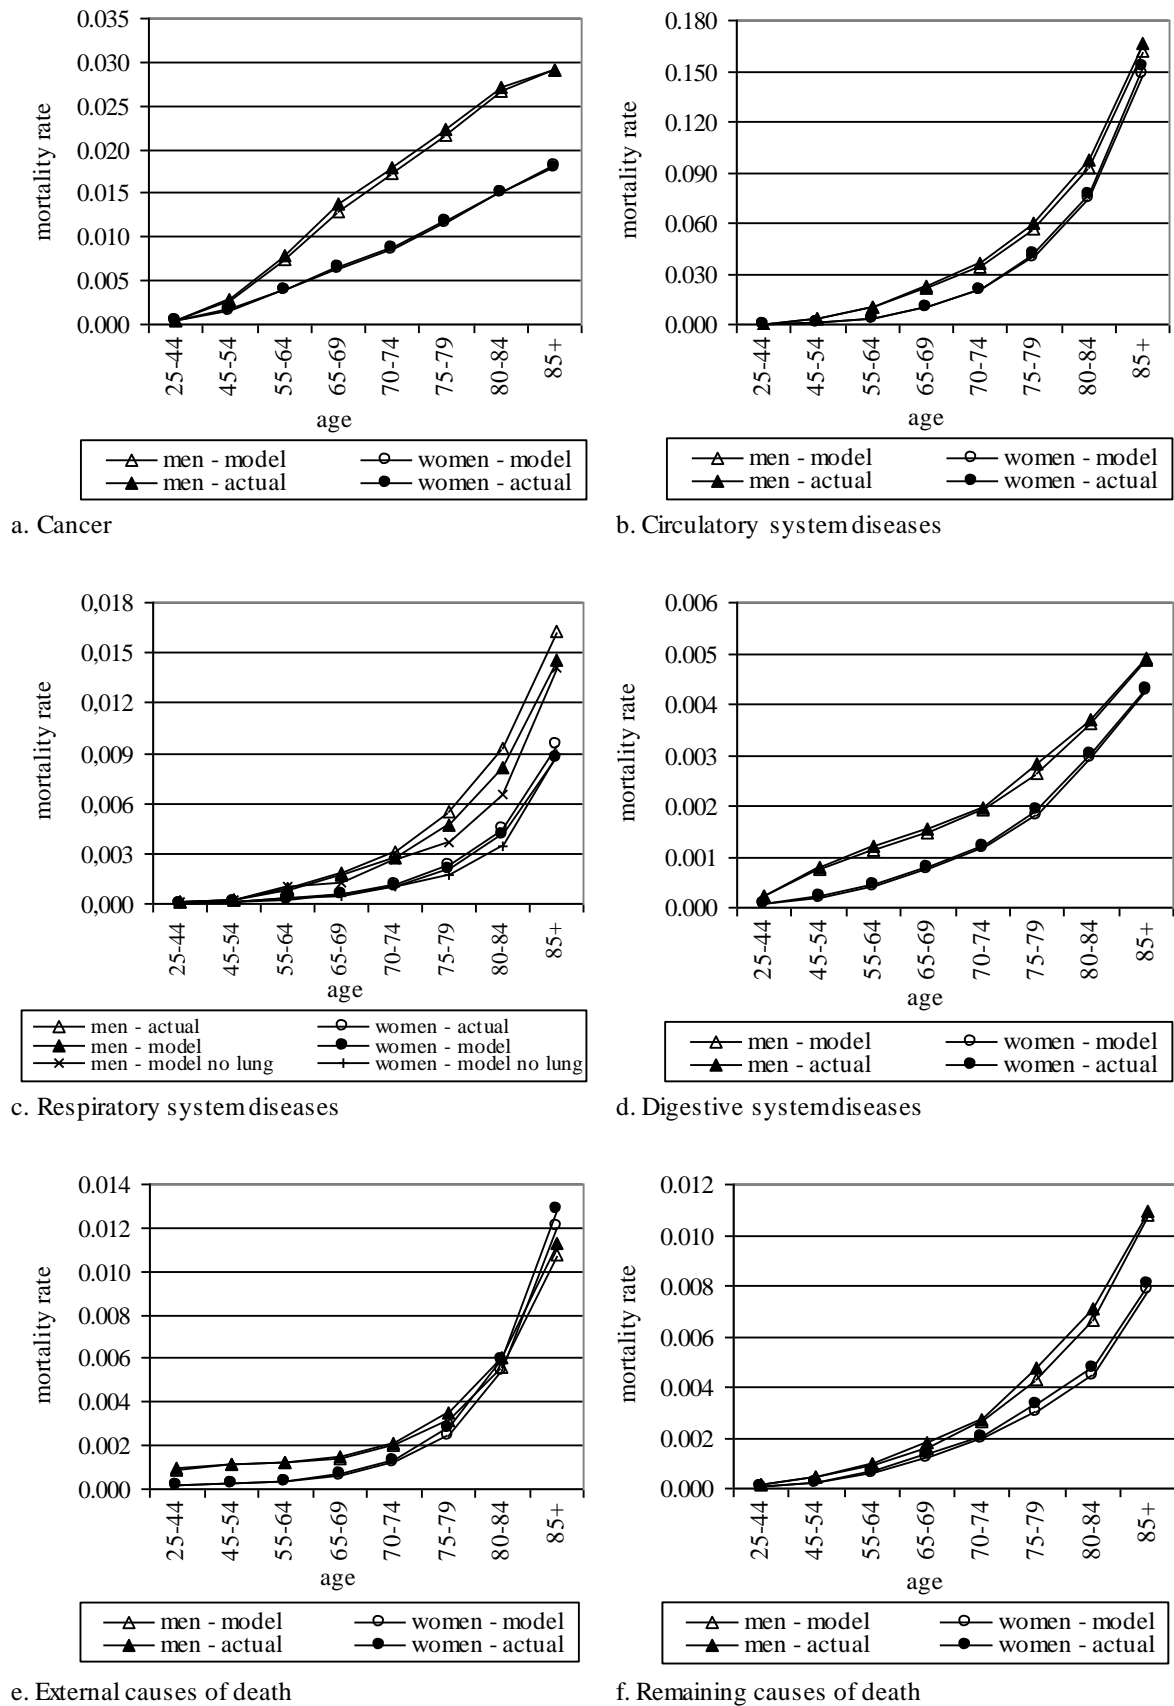 0.035
0.030
0.025
0.020
0.015
0.010
0.005
0.000
mortality rate
25-44
45-54
55-64
65-69
70-74
75-79
80-84
85+
age
men - model women - model
men - actual women - actual
a. Cancer
0.180
0.150
0.120
0.090
0.060
0.030
0.000
mortality rate
25-44
45-54
55-64
65-69
70-74
75-79
80-84
85+
age
men - model women - model
men - actual women - actual
b. Circulatory system diseases
0,018
0,015
0,012
0,009
0,006
0,003
0,000
mortality rate
25-44
45-54
55-64
65-69
70-74
75-79
80-84
85+
age
men - actual women - actual
men - model women - model
men - model no lung women - model no lung
c. Respiratory system diseases
0.006
0.005
0.004
0.003
0.002
0.001
0.000
mortality rate
25-44
45-54
55-64
65-69
70-74
75-79
80-84
85+
age
men - model women - model
men - actual women - actual
d. Digestive system diseases
0.014
0.012
0.010
0.008
0.006
0.004
0.002
0.000
mortality rate
25-44
45-54
55-64
65-69
70-74
75-79
80-84
85+
age
men - model women - model
men - actual women - actual
e. External causes of death
0.012
0.010
0.008
0.006
0.004
0.002
0.000
mortality rate
25-44
45-54
55-64
65-69
70-74
75-79
80-84
85+
age
men - model women - model
men - actual women - actual
f. Remaining causes of death